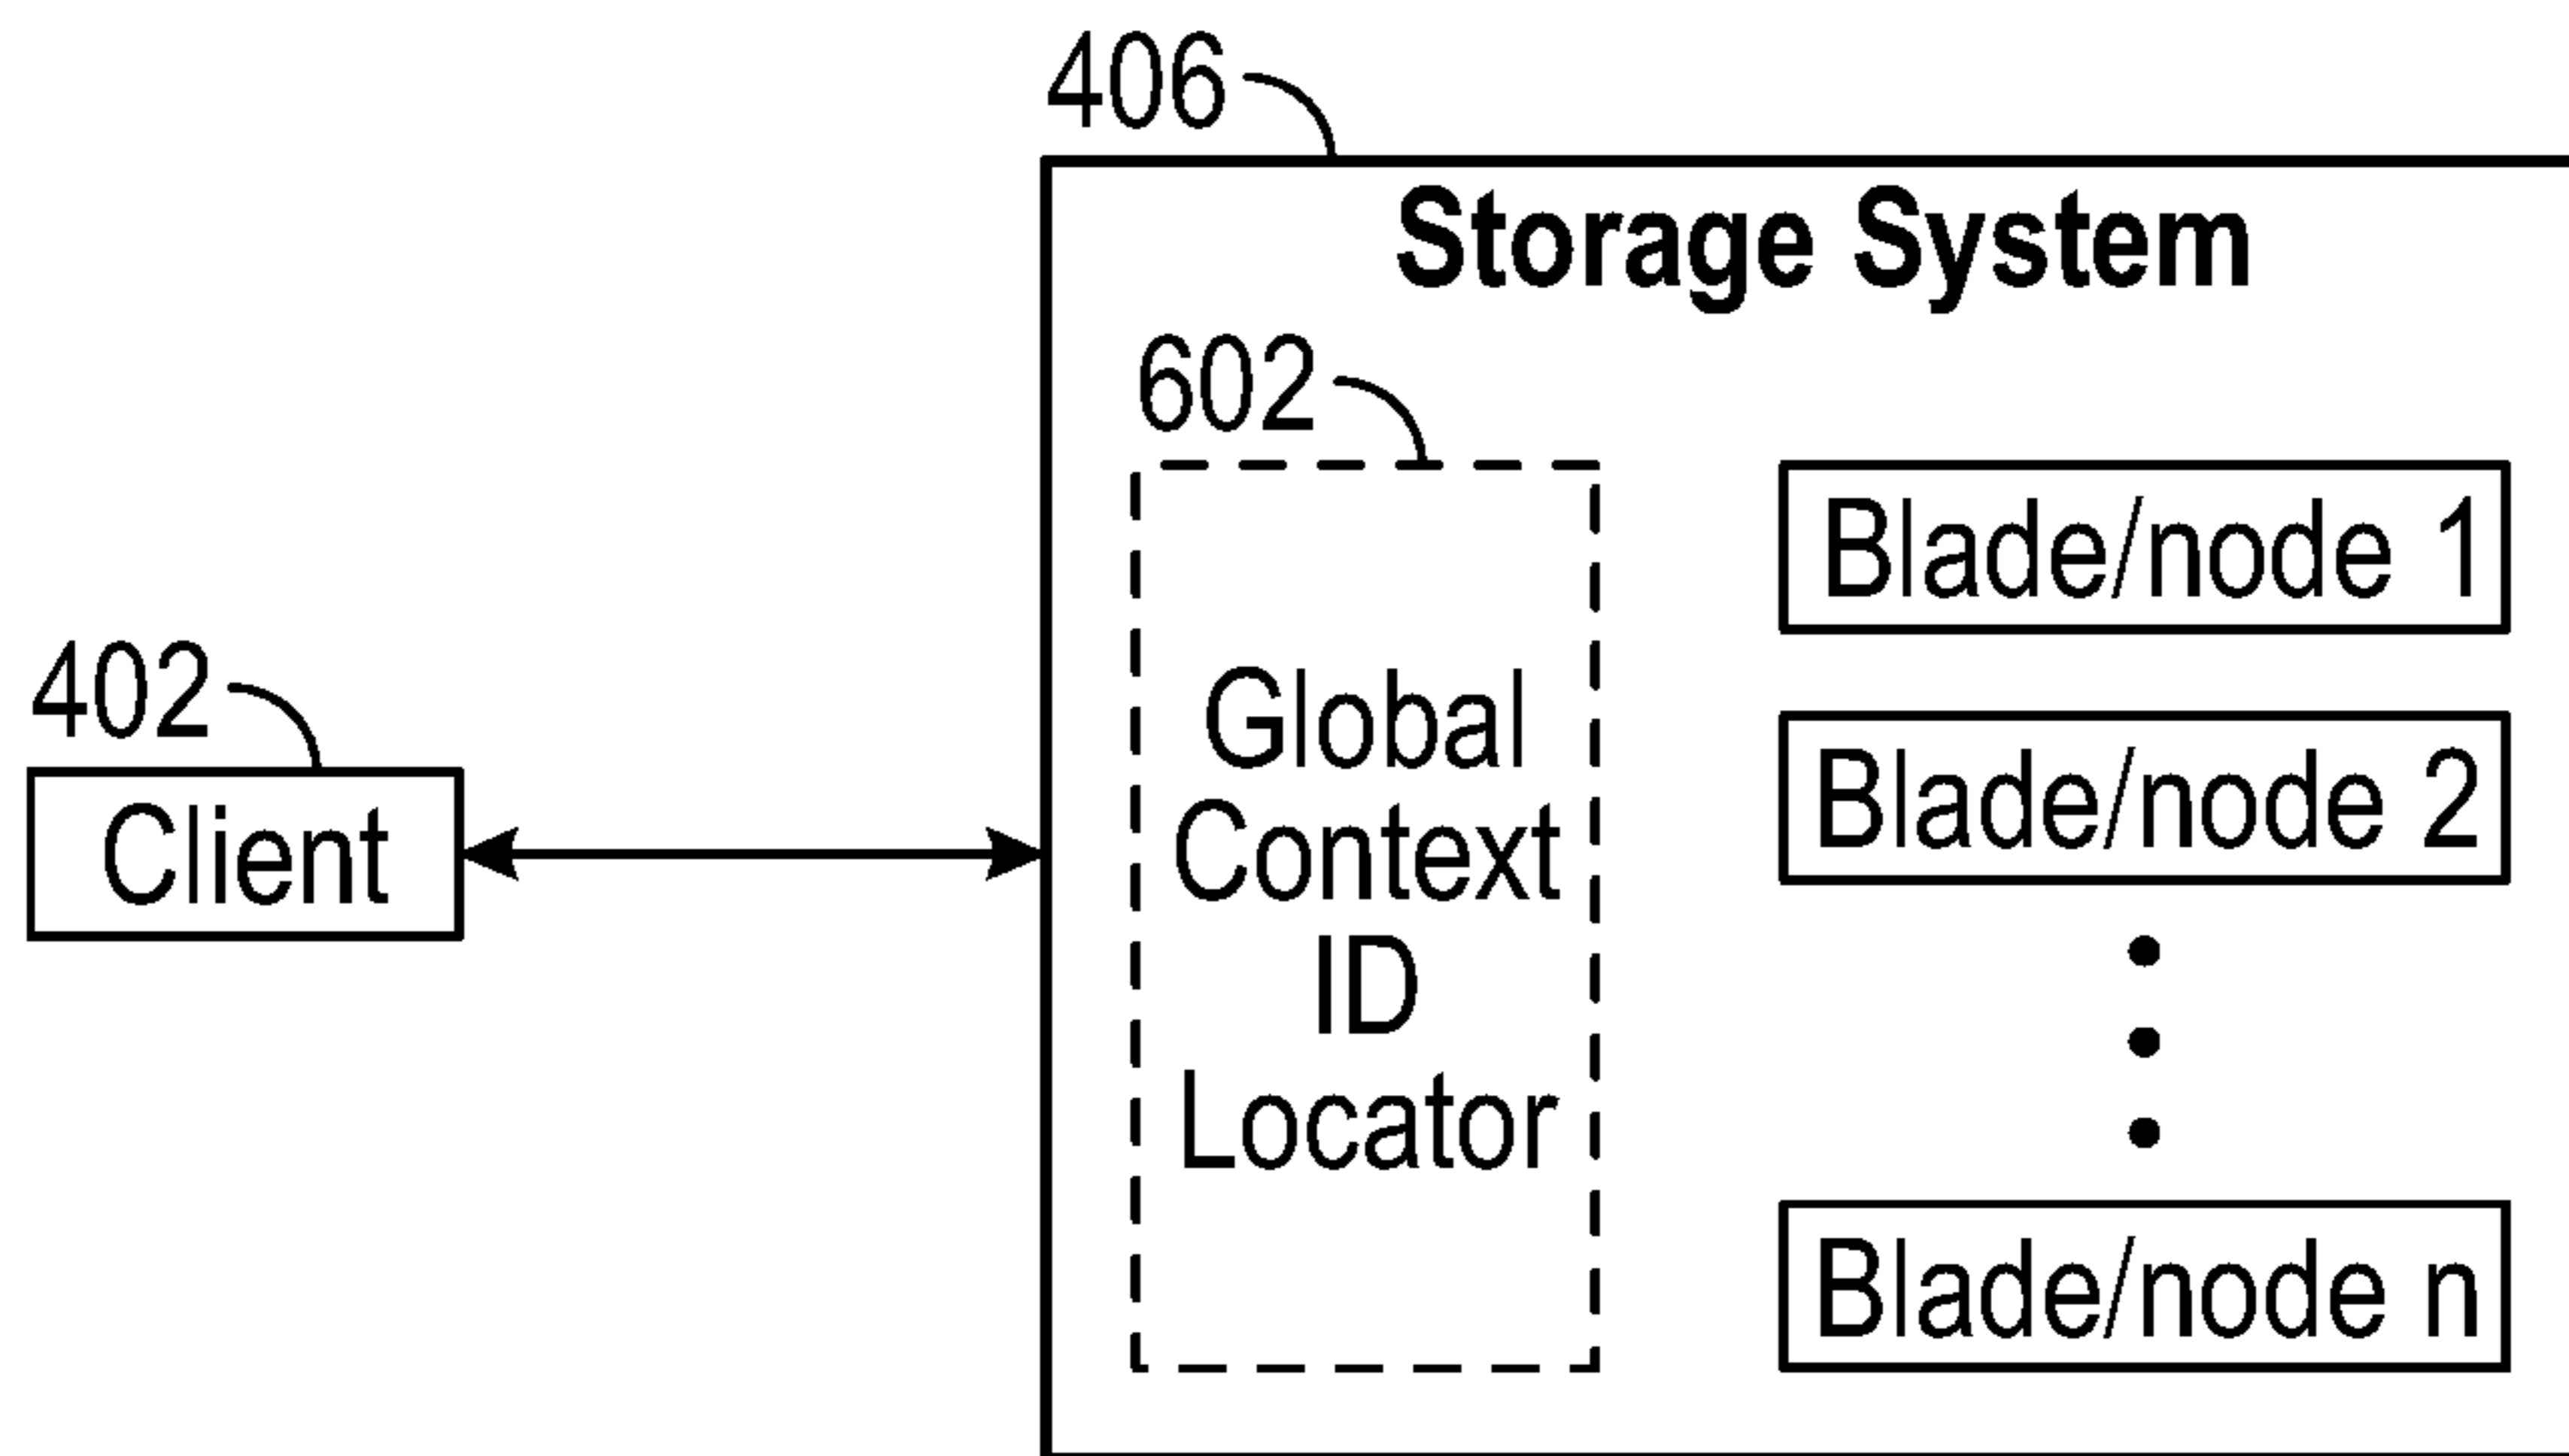 406
Storage System
602
Blade/node 1
402
Global
Context
ID
Locator
Blade/node 2
Client
Blade/node n